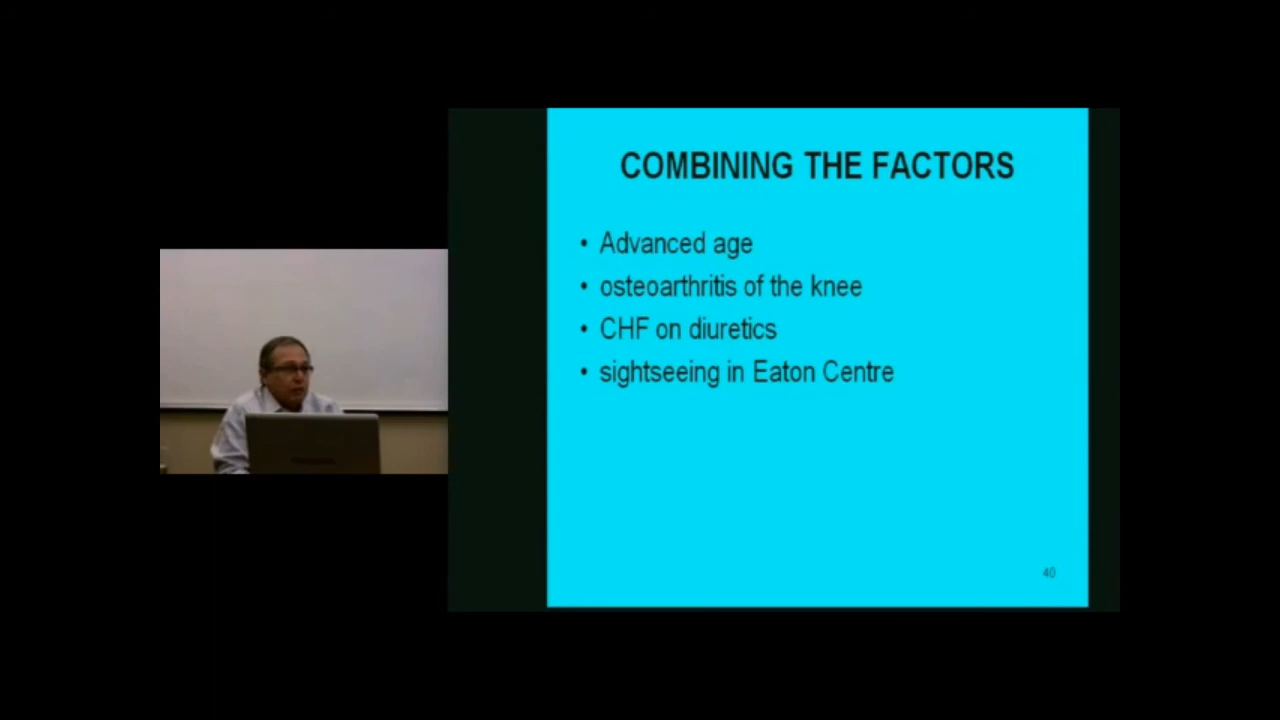 COMBINING THE FACTORS
• Advanced age
• osteoarthritis of the knee
• CHF on diuretics
• sightseeing in Eaton Centre
40